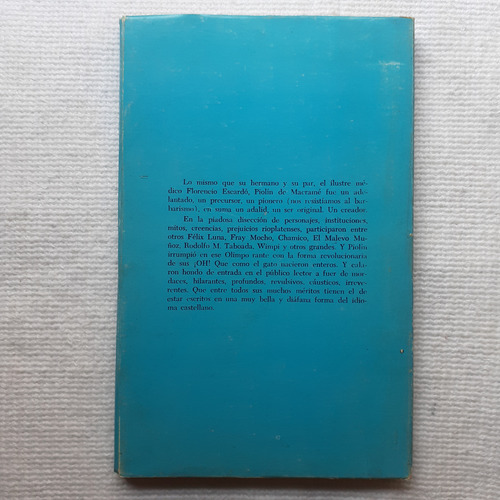 Lo mismo que su hermano y su par, el ilustre mé-
dico Florencio Escardó, Piolín de Macramé fue un ade-
lantado, un precursor, un pionero (nos resistíamos al bar-
barismo), en suma un adalid, un ser original. Un creador.
En la piadosa disección de personajes, instituciones,
mitos, creencias, prejuicios rioplatenses, participaron entre
otros Félix Luna, Fray Mocho, Chamico, El Malevo Mu-
ñoz, Rodolfo M. Taboada, Wimpi y otros grandes. Y Piolín
irrumpió en ese Olimpo rante con la forma revolucionaria
de sus ¡OH! Que como el gato nacieron enteros. Y cala-
ron hondo de entrada en el público lector a fuer de mor-
daces, hilarantes, profundos, revulsivos, cáusticos, irreve-
rentes. Que entre todos sus muchos méritos tienen el de
estar escritos en una muy bella y diáfana forma del idio-
ma castellano.